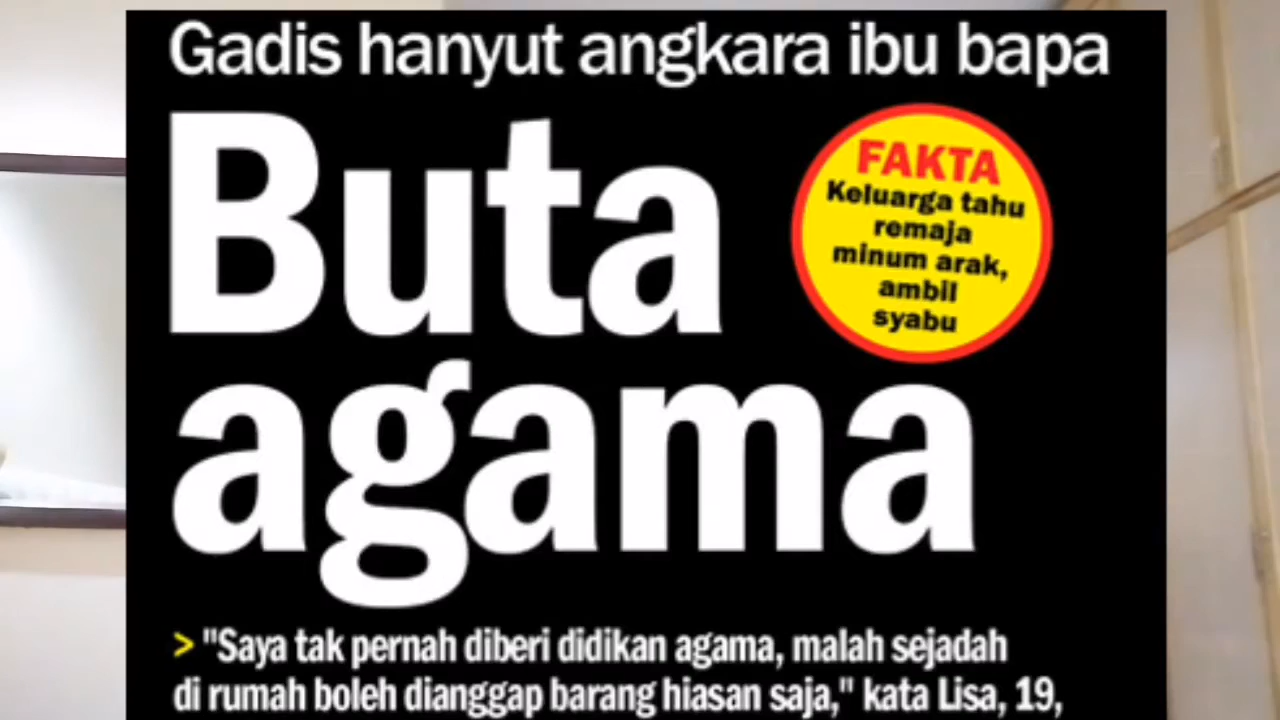 Gadis hanyut angkara ibu bapa
Buta
agama
FAKTA
Keluarga tahu
remaja
minum arak,
ambil
syabu
> "Saya tak pernah diberi didikan agama, malah sejadah
di rumah boleh dianggap barang hiasan saja," kata Lisa, 19,